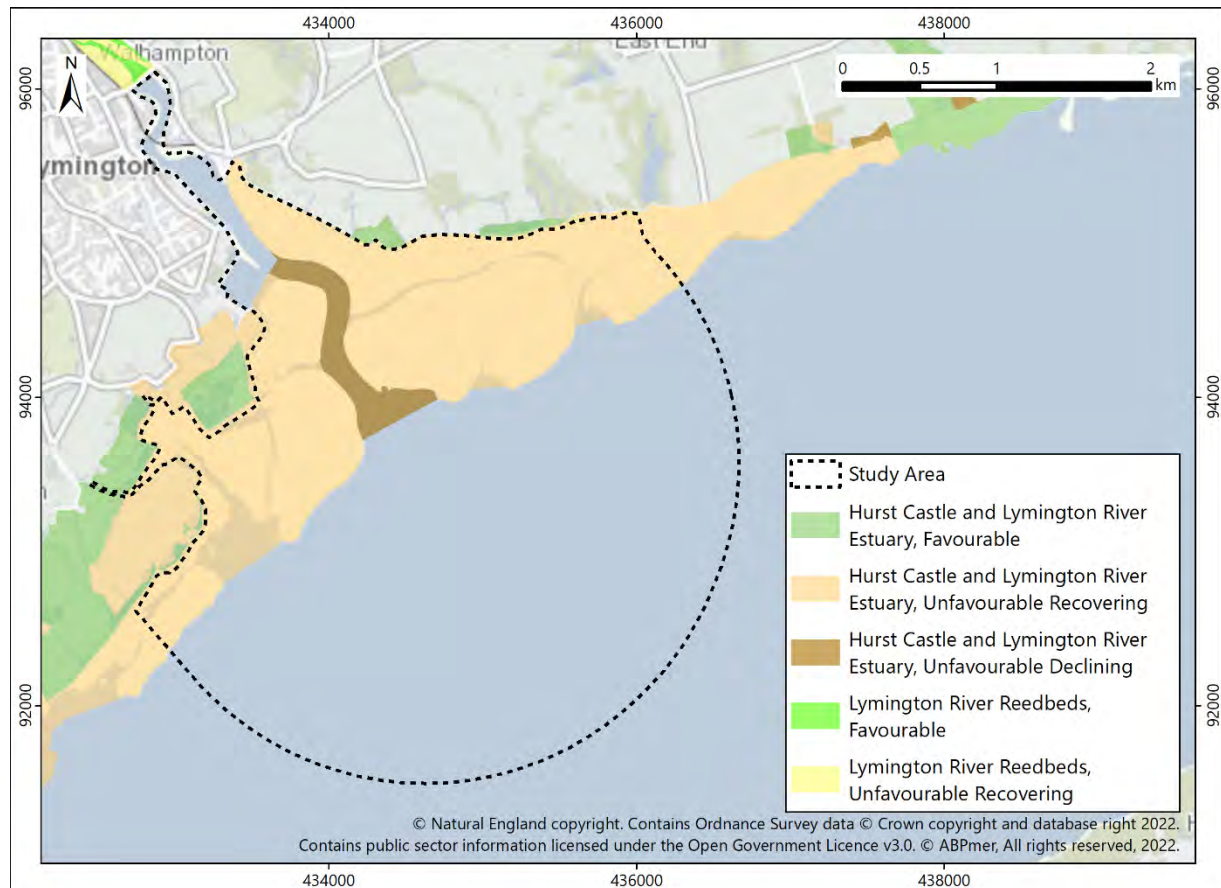 434000
436000
438000
Walhampton
East End
N
0
0.5
1
2
km
96000
96000
ymington
94000
94000
Study Area
Hurst Castle and Lymington River
Estuary, Favourable
Hurst Castle and Lymington River
Estuary, Unfavourable Recovering
Hurst Castle and Lymington River
Estuary, Unfavourable Declining
Lymington River Reedbeds,
Favourable
Lymington River Reedbeds,
Unfavourable Recovering
92000
92000
H
© Natural England copyright. Contains Ordnance Survey data © Crown copyright and database right 2022.
Contains public sector information licensed under the Open Government Licence v3.0. © ABPmer, All rights reserved, 2022.
434000
436000
438000